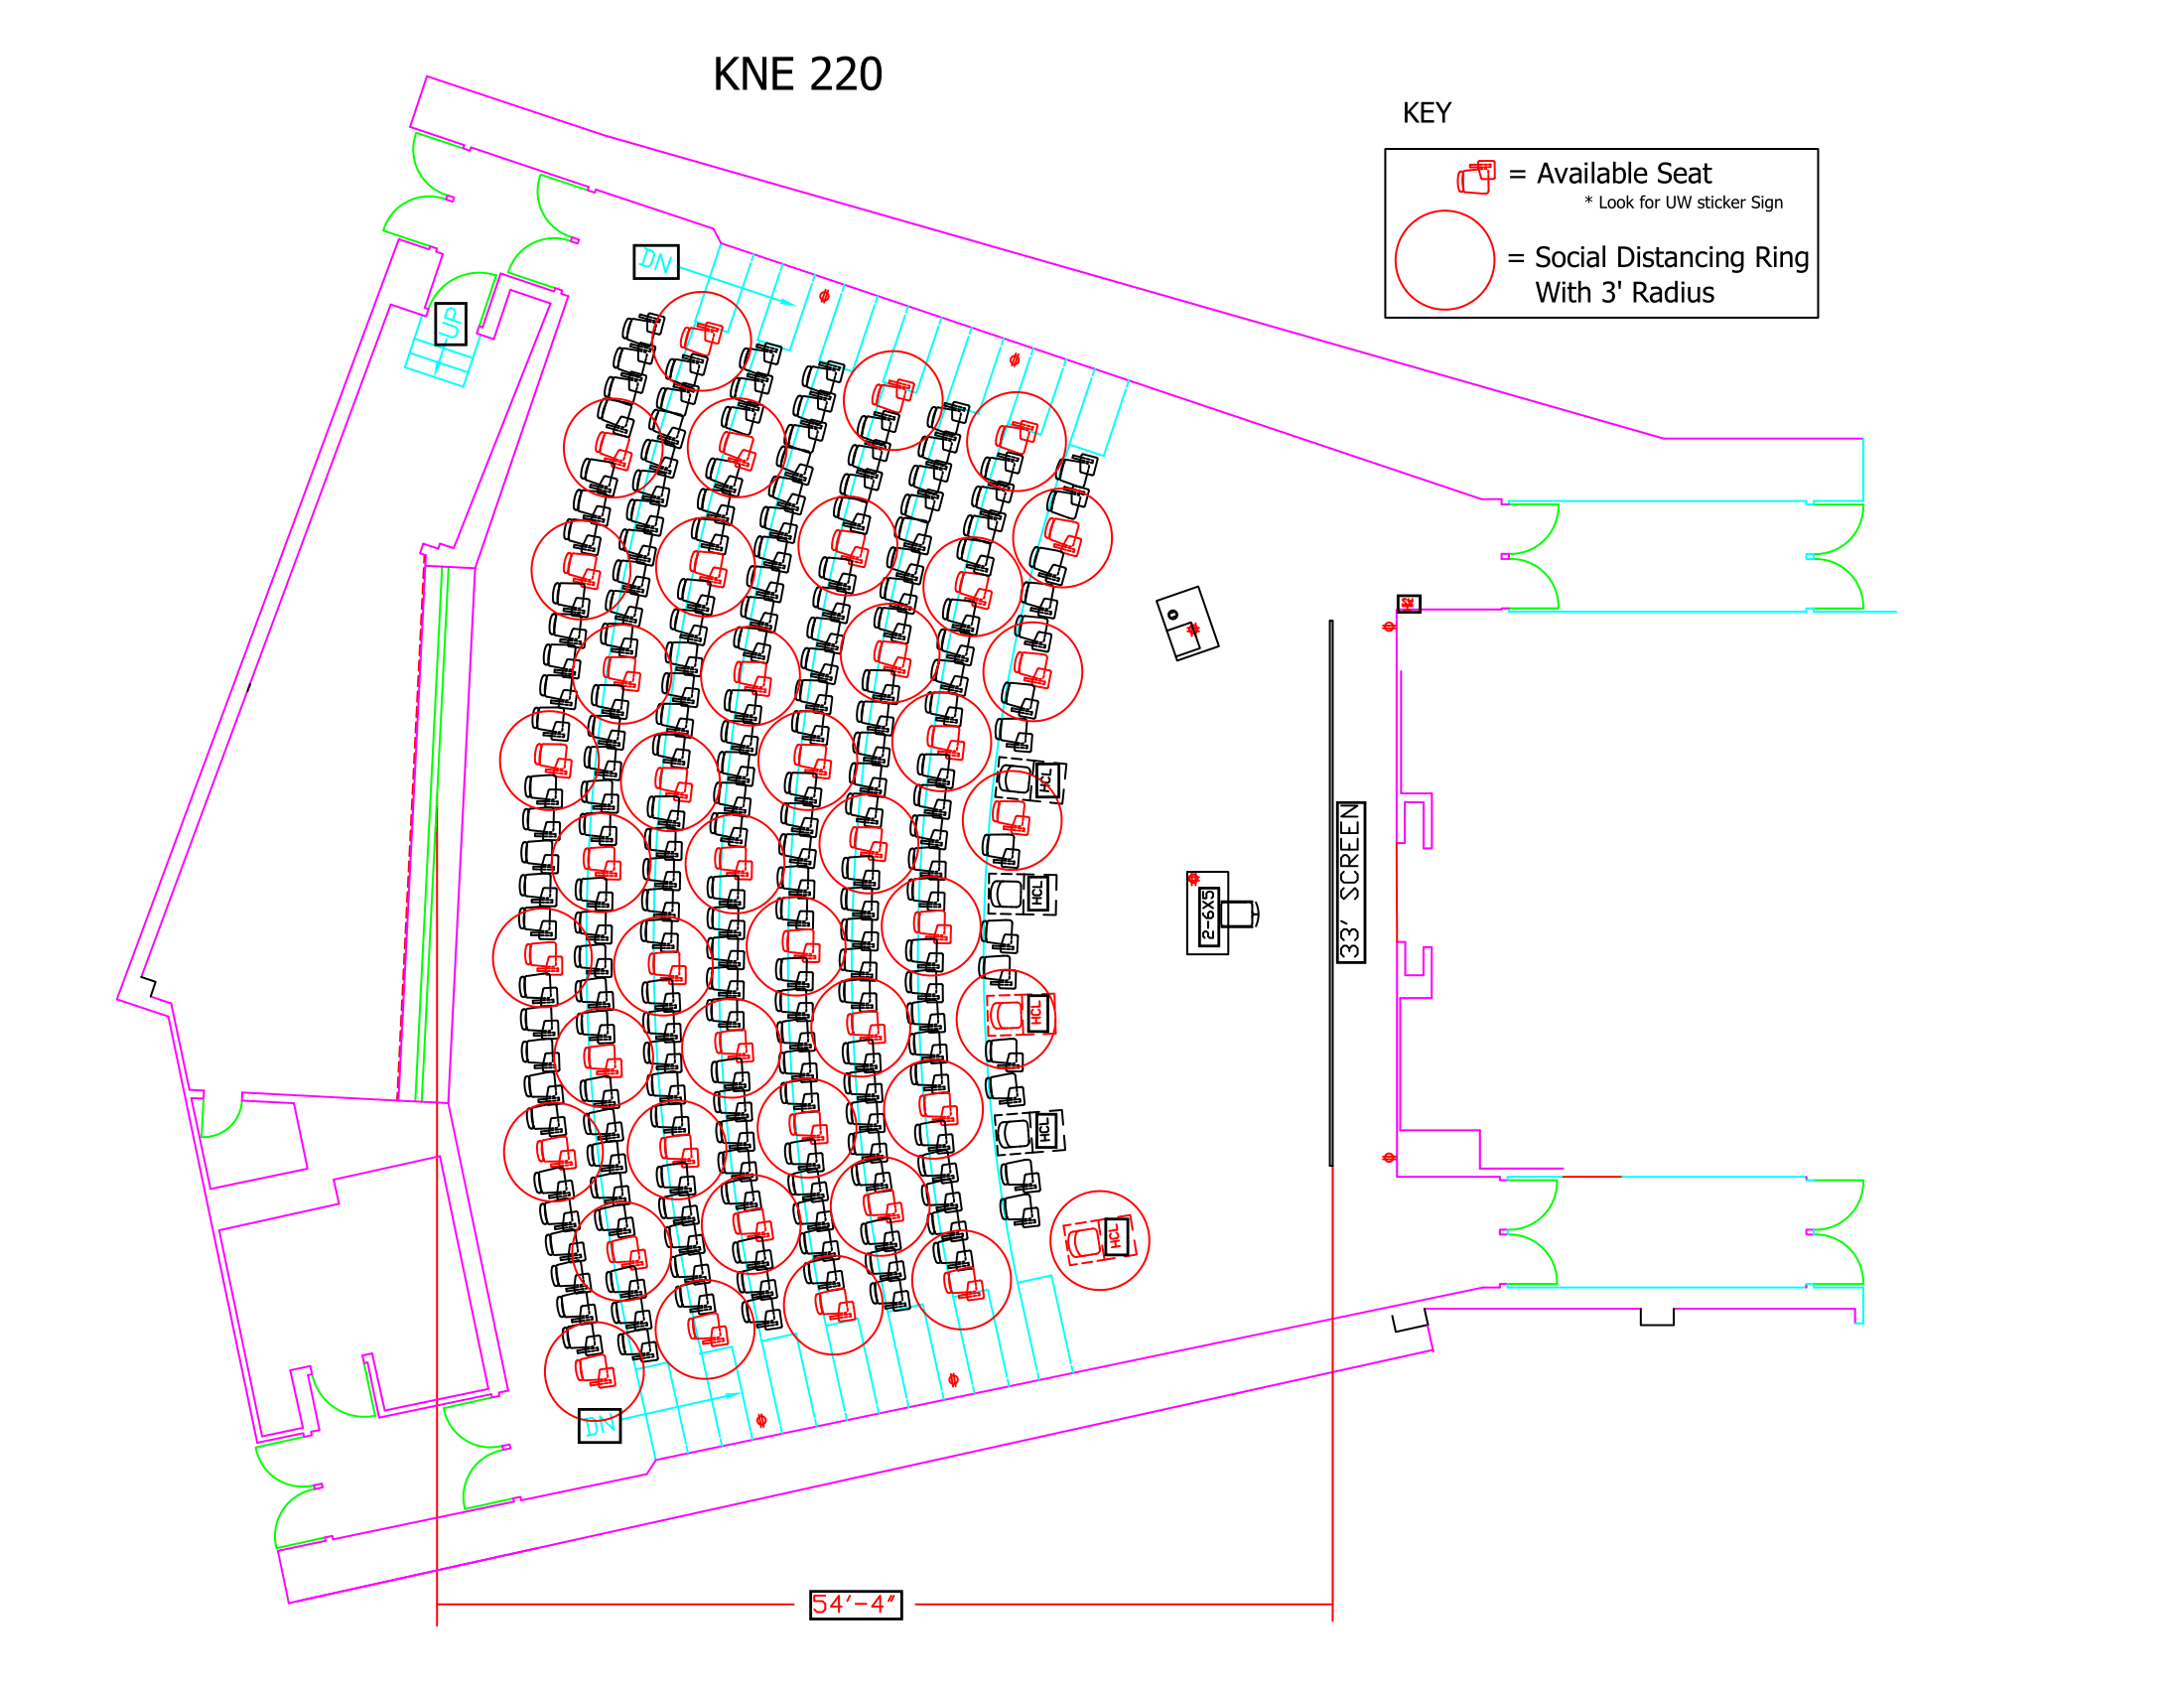 KNE 220
KEY
= Available Seat
* Look for UW sticker Sign
= Social Distancing Ring
With 3' Radius
DN
UP
HCL
HCL
HCL
HCL
HCL
2-6X5
33' SCREEN
DN
54'-4"